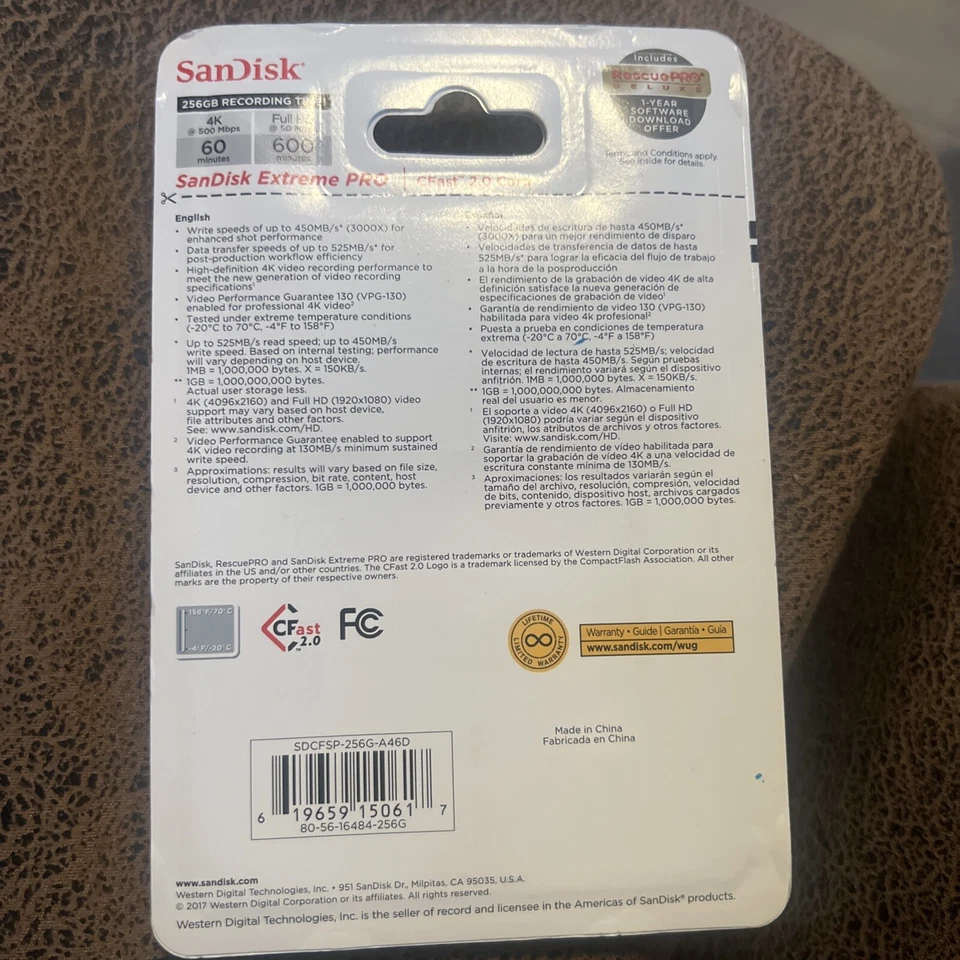 SanDisk®
256GB RECORDING
4K
@ 500 Mbps
60
minutes
Full
@ 50
600
minutes
Includes
RescuePRO®
DELUXE
1-YEAR
SOFTWARE
DOWNLOAD
OFFER
Terms and Conditions apply.
See inside for details.
SanDisk Extreme PRO | CFast™ 2.0
English
• Write speeds of up to 450MB/s* (3000X) for
enhanced shot performance
• Data transfer speeds of up to 525MB/s* for
post-production workflow efficiency
• High-definition 4K video recording performance to
meet the new generation of video recording
specifications¹
• Video Performance Guarantee 130 (VPG-130)
enabled for professional 4K video²
• Tested under extreme temperature conditions
(-20°C to 70°C, -4°F to 158°F)
* Up to 525MB/s read speed; up to 450MB/s
write speed. Based on internal testing; performance
will vary depending on host device.
1MB = 1,000,000 bytes. X = 150KB/s.
** 1GB = 1,000,000,000 bytes.
Actual user storage less.
¹ 4K (4096x2160) and Full HD (1920x1080) video
support may vary based on host device,
file attributes and other factors.
See: www.sandisk.com/HD.
² Video Performance Guarantee enabled to support
4K video recording at 130MB/s minimum sustained
write speed.
³ Approximations: results will vary based on file size,
resolution, compression, bit rate, content, host
device and other factors. 1GB = 1,000,000 bytes.
Español
• Velocidades de escritura de hasta 450MB/s*
(3000X) para un mejor rendimiento de disparo
• Velocidades de transferencia de datos de hasta
525MB/s* para lograr la eficacia del flujo de trabajo
a la hora de la posproducción
• El rendimiento de la grabación de video 4K de alta
definición satisface la nueva generación de
especificaciones de grabación de video¹
• Garantía de rendimiento de video 130 (VPG-130)
habilitada para video 4k profesional²
• Puesta a prueba en condiciones de temperatura
extrema (-20°C a 70°C, -4°F a 158°F)
* Velocidad de lectura de hasta 525MB/s; velocidad
de escritura de hasta 450MB/s. Según pruebas
internas; el rendimiento variará según el dispositivo
anfitrión. 1MB = 1,000,000 bytes. X = 150KB/s.
** 1GB = 1,000,000,000 bytes. Almacenamiento
real del usuario es menor.
¹ El soporte a video 4K (4096x2160) o Full HD
(1920x1080) podría variar según el dispositivo
anfitrión, los atributos de archivos y otros factores.
Visite: www.sandisk.com/HD.
² Garantía de rendimiento de vídeo habilitada para
soportar la grabación de video 4K a una velocidad de
escritura constante mínima de 130MB/s.
³ Aproximaciones: los resultados variarán según el
tamaño del archivo, resolución, compresión, velocidad
de bits, contenido, dispositivo host, archivos cargados
previamente y otros factores. 1GB = 1,000,000 bytes.
SanDisk, RescuePRO and SanDisk Extreme PRO are registered trademarks or trademarks of Western Digital Corporation or its
affiliates in the US and/or other countries. The CFast 2.0 Logo is a trademark licensed by the CompactFlash Association. All other
marks are the property of their respective owners.
158°F/70°C
-4°F/-20°C
CFast
2.0™
FC
LIFETIME
LIMITED WARRANTY
Warranty • Guide | Garantía • Guia
www.sandisk.com/wug
Made in China
Fabricada en China
SDCFSP-256G-A46D
6 19659 15061 7
80-56-16484-256G
www.sandisk.com
Western Digital Technologies, Inc. • 951 SanDisk Dr., Milpitas, CA 95035, U.S.A.
© 2017 Western Digital Corporation or its affiliates. All rights reserved.
Western Digital Technologies, Inc. is the seller of record and licensee in the Americas of SanDisk® products.